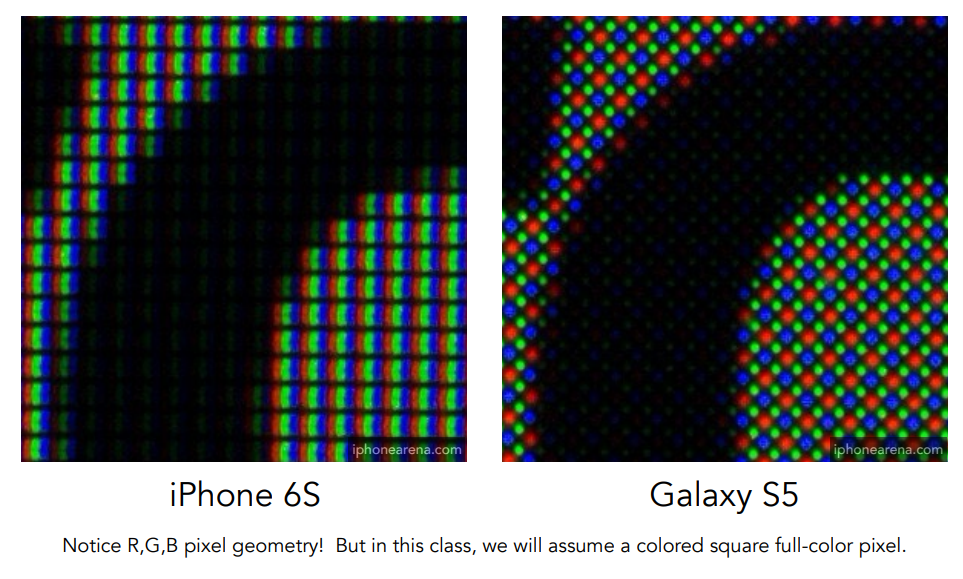 iphonearena.com
iphonearena.com
iPhone 6S
Galaxy S5
Notice R,G,B pixel geometry!  But in this class, we will assume a colored square full-color pixel.